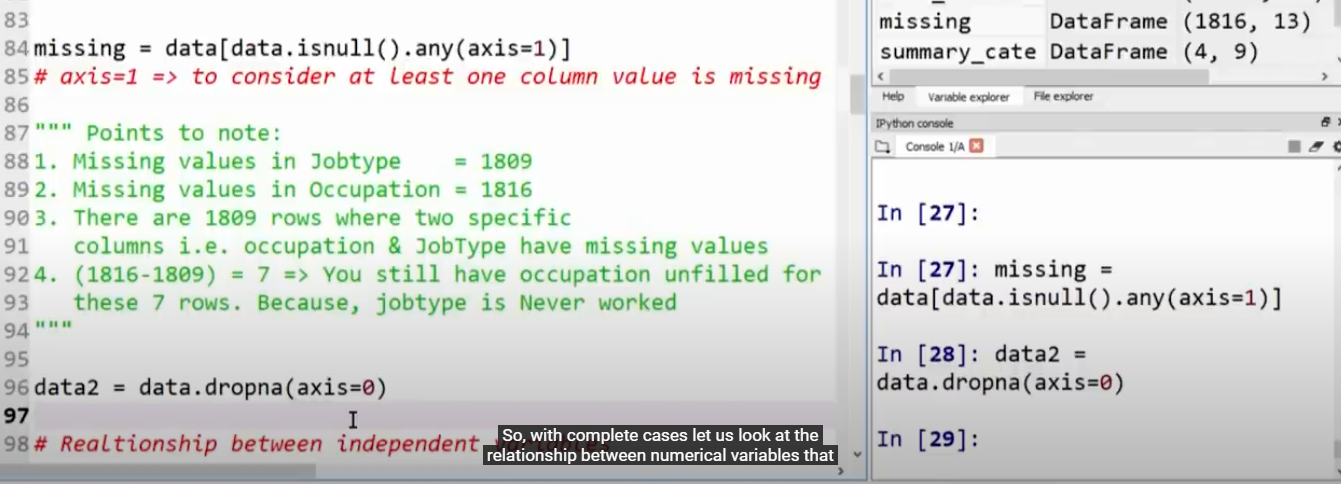 83
84 missing = data[data.isnull().any(axis=1)]
85 # axis=1 => to consider at least one column value is missing
86
87 """ Points to note:
88 1. Missing values in Jobtype    = 1809
89 2. Missing values in Occupation = 1816
90 3. There are 1809 rows where two specific
91    columns i.e. occupation & JobType have missing values
92 4. (1816-1809) = 7 => You still have occupation unfilled for
93    these 7 rows. Because, jobtype is Never worked
94 """
95
96 data2 = data.dropna(axis=0)
97
98 # Realtionship between independent
missing DataFrame (1816, 13)
summary_cate DataFrame (4, 9)
Help Variable explorer File explorer
IPython console
Console 1/A
In [27]:
In [27]: missing =
data[data.isnull().any(axis=1)]
In [28]: data2 =
data.dropna(axis=0)
In [29]:
So, with complete cases let us look at the
relationship between numerical variables that